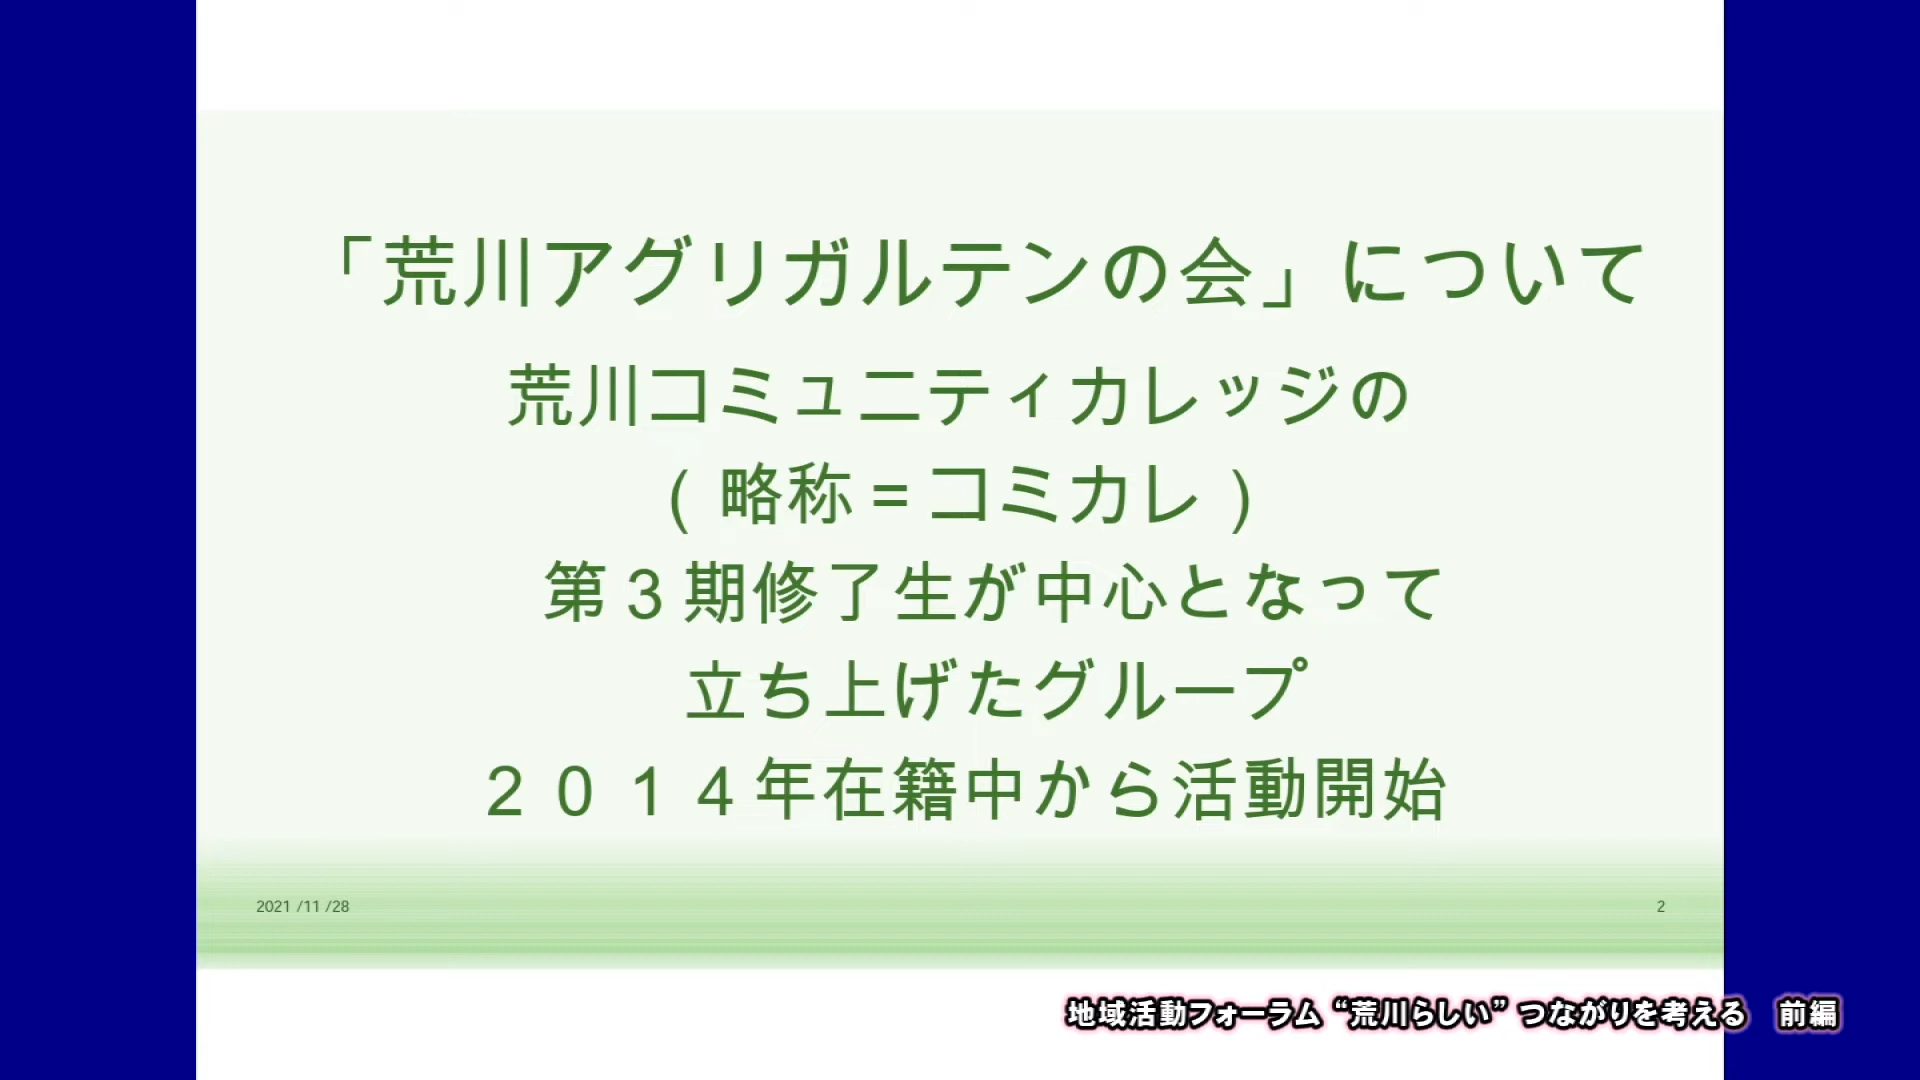 「荒川アグリガルテンの会」について
荒川コミュニティカレッジの
(略称=コミカレ)
第3期修了生が中心となって
立ち上げたグループ
２０１４年在籍中から活動開始
2021 /11 /28
2
地域活動フォーラム“荒川らしい”つながりを考える　前編